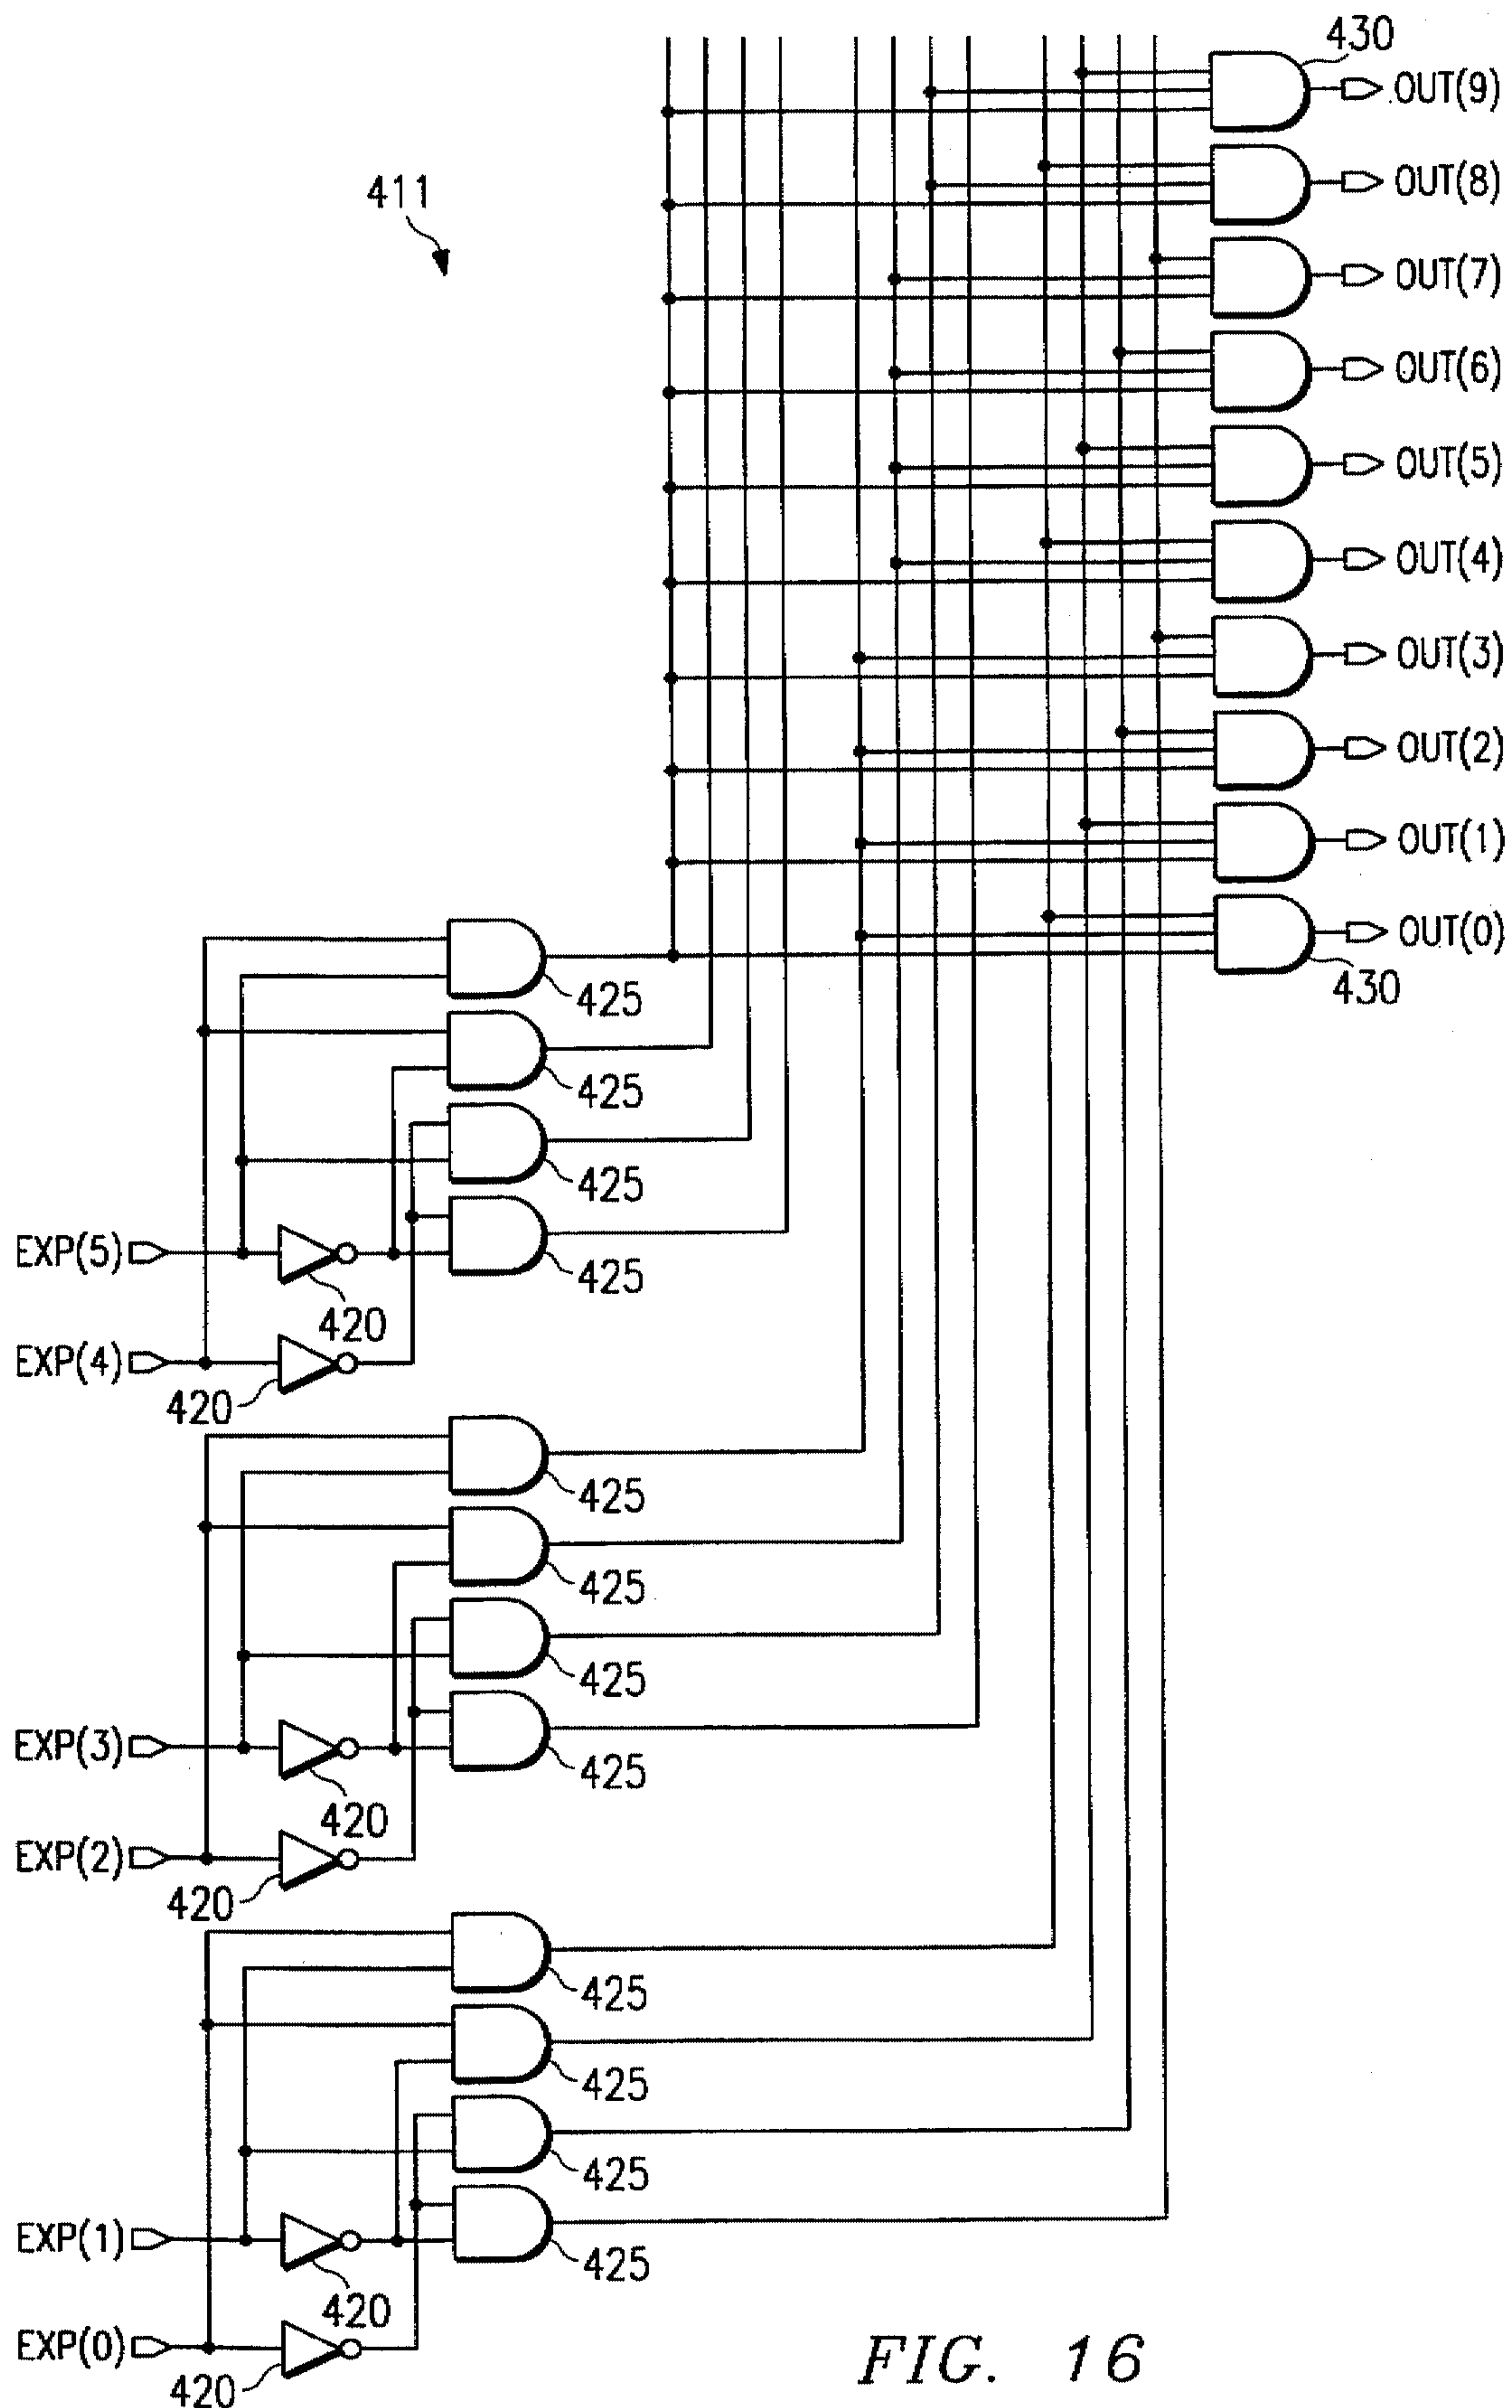 430
OUT(9)
411
OUT(8)
OUT(7)
OUT(6)
OUT(5)
OUT(4)
OUT(3)
OUT(2)
OUT(1)
OUT(0)
430
425
425
425
EXP(5)
425
420
EXP(4)
420
425
425
425
EXP(3)
425
420
EXP(2)
420
425
425
425
EXP(1)
425
420
EXP(0)
420
FIG. 16